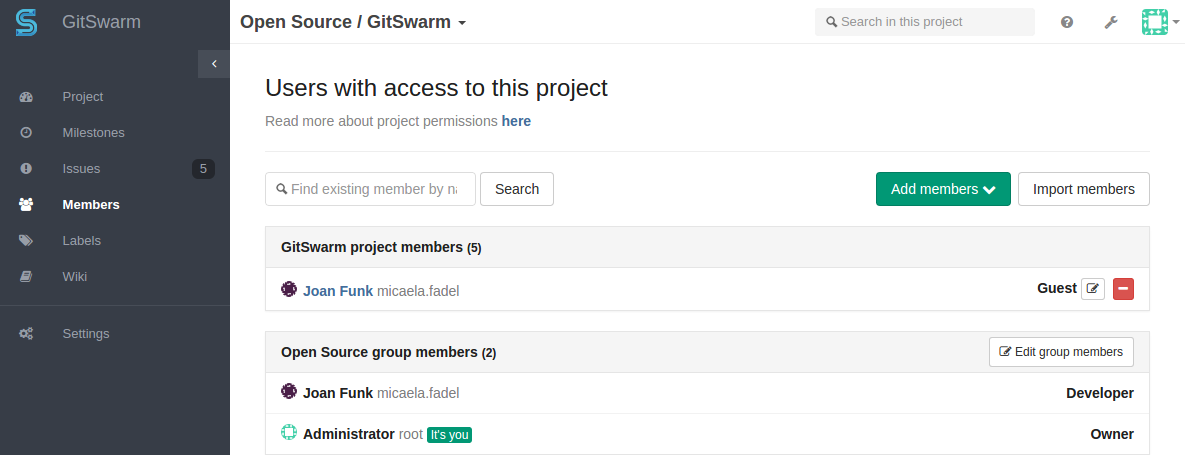 GitSwarm
Open Source / GitSwarm
Search in this project
Project
Milestones
Issues 5
Members
Labels
Wiki
Settings
Users with access to this project
Read more about project permissions here
Find existing member by na
Search
Add members
Import members
GitSwarm project members (5)
Joan Funk micaela.fadel
Guest
Open Source group members (2)
Edit group members
Joan Funk micaela.fadel
Developer
Administrator root It's you
Owner